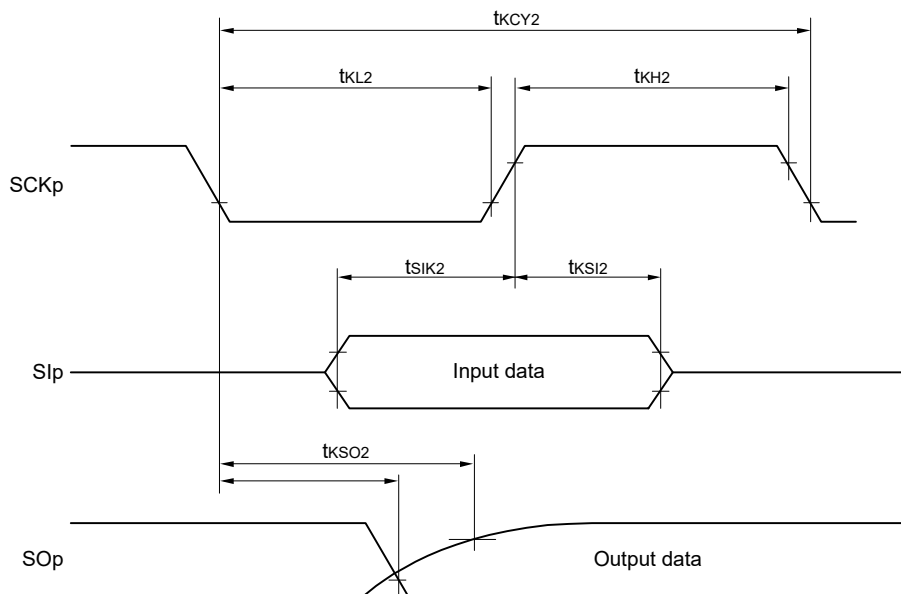 tKCY2
tKL2
tKH2
SCKp
tSIK2
tKSI2
SIp
Input data
tKSO2
SOp
Output data